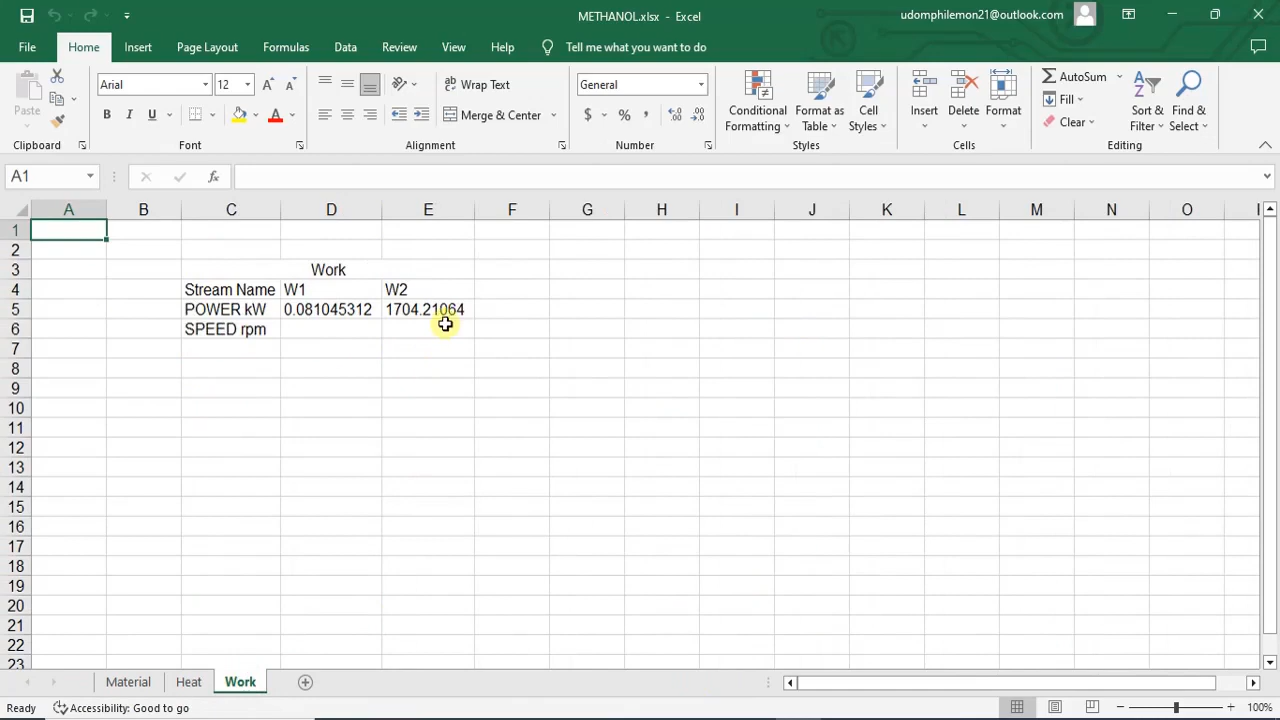 METHANOL.xlsx - Excel
udomphilemon21@outlook.com
File Home Insert Page Layout Formulas Data Review View Help Tell me what you want to do
Paste
Clipboard
Arial 12
B I U A
Font
ab Wrap Text
Merge & Center
Alignment
General
$ % ,
Number
Conditional Formatting
Format as Table
Cell Styles
Styles
Insert
Delete
Format
Cells
AutoSum
Fill
Clear
Sort & Filter
Find & Select
Editing
A1 fx
A B C D E F G H I J K L M N O
1
2
3 Work
4 Stream Name W1 W2
5 POWER kW 0.081045312 1704.21064
6 SPEED rpm
7
8
9
10
11
12
13
14
15
16
17
18
19
20
21
22
23
Material Heat Work
Ready Accessibility: Good to go 100%